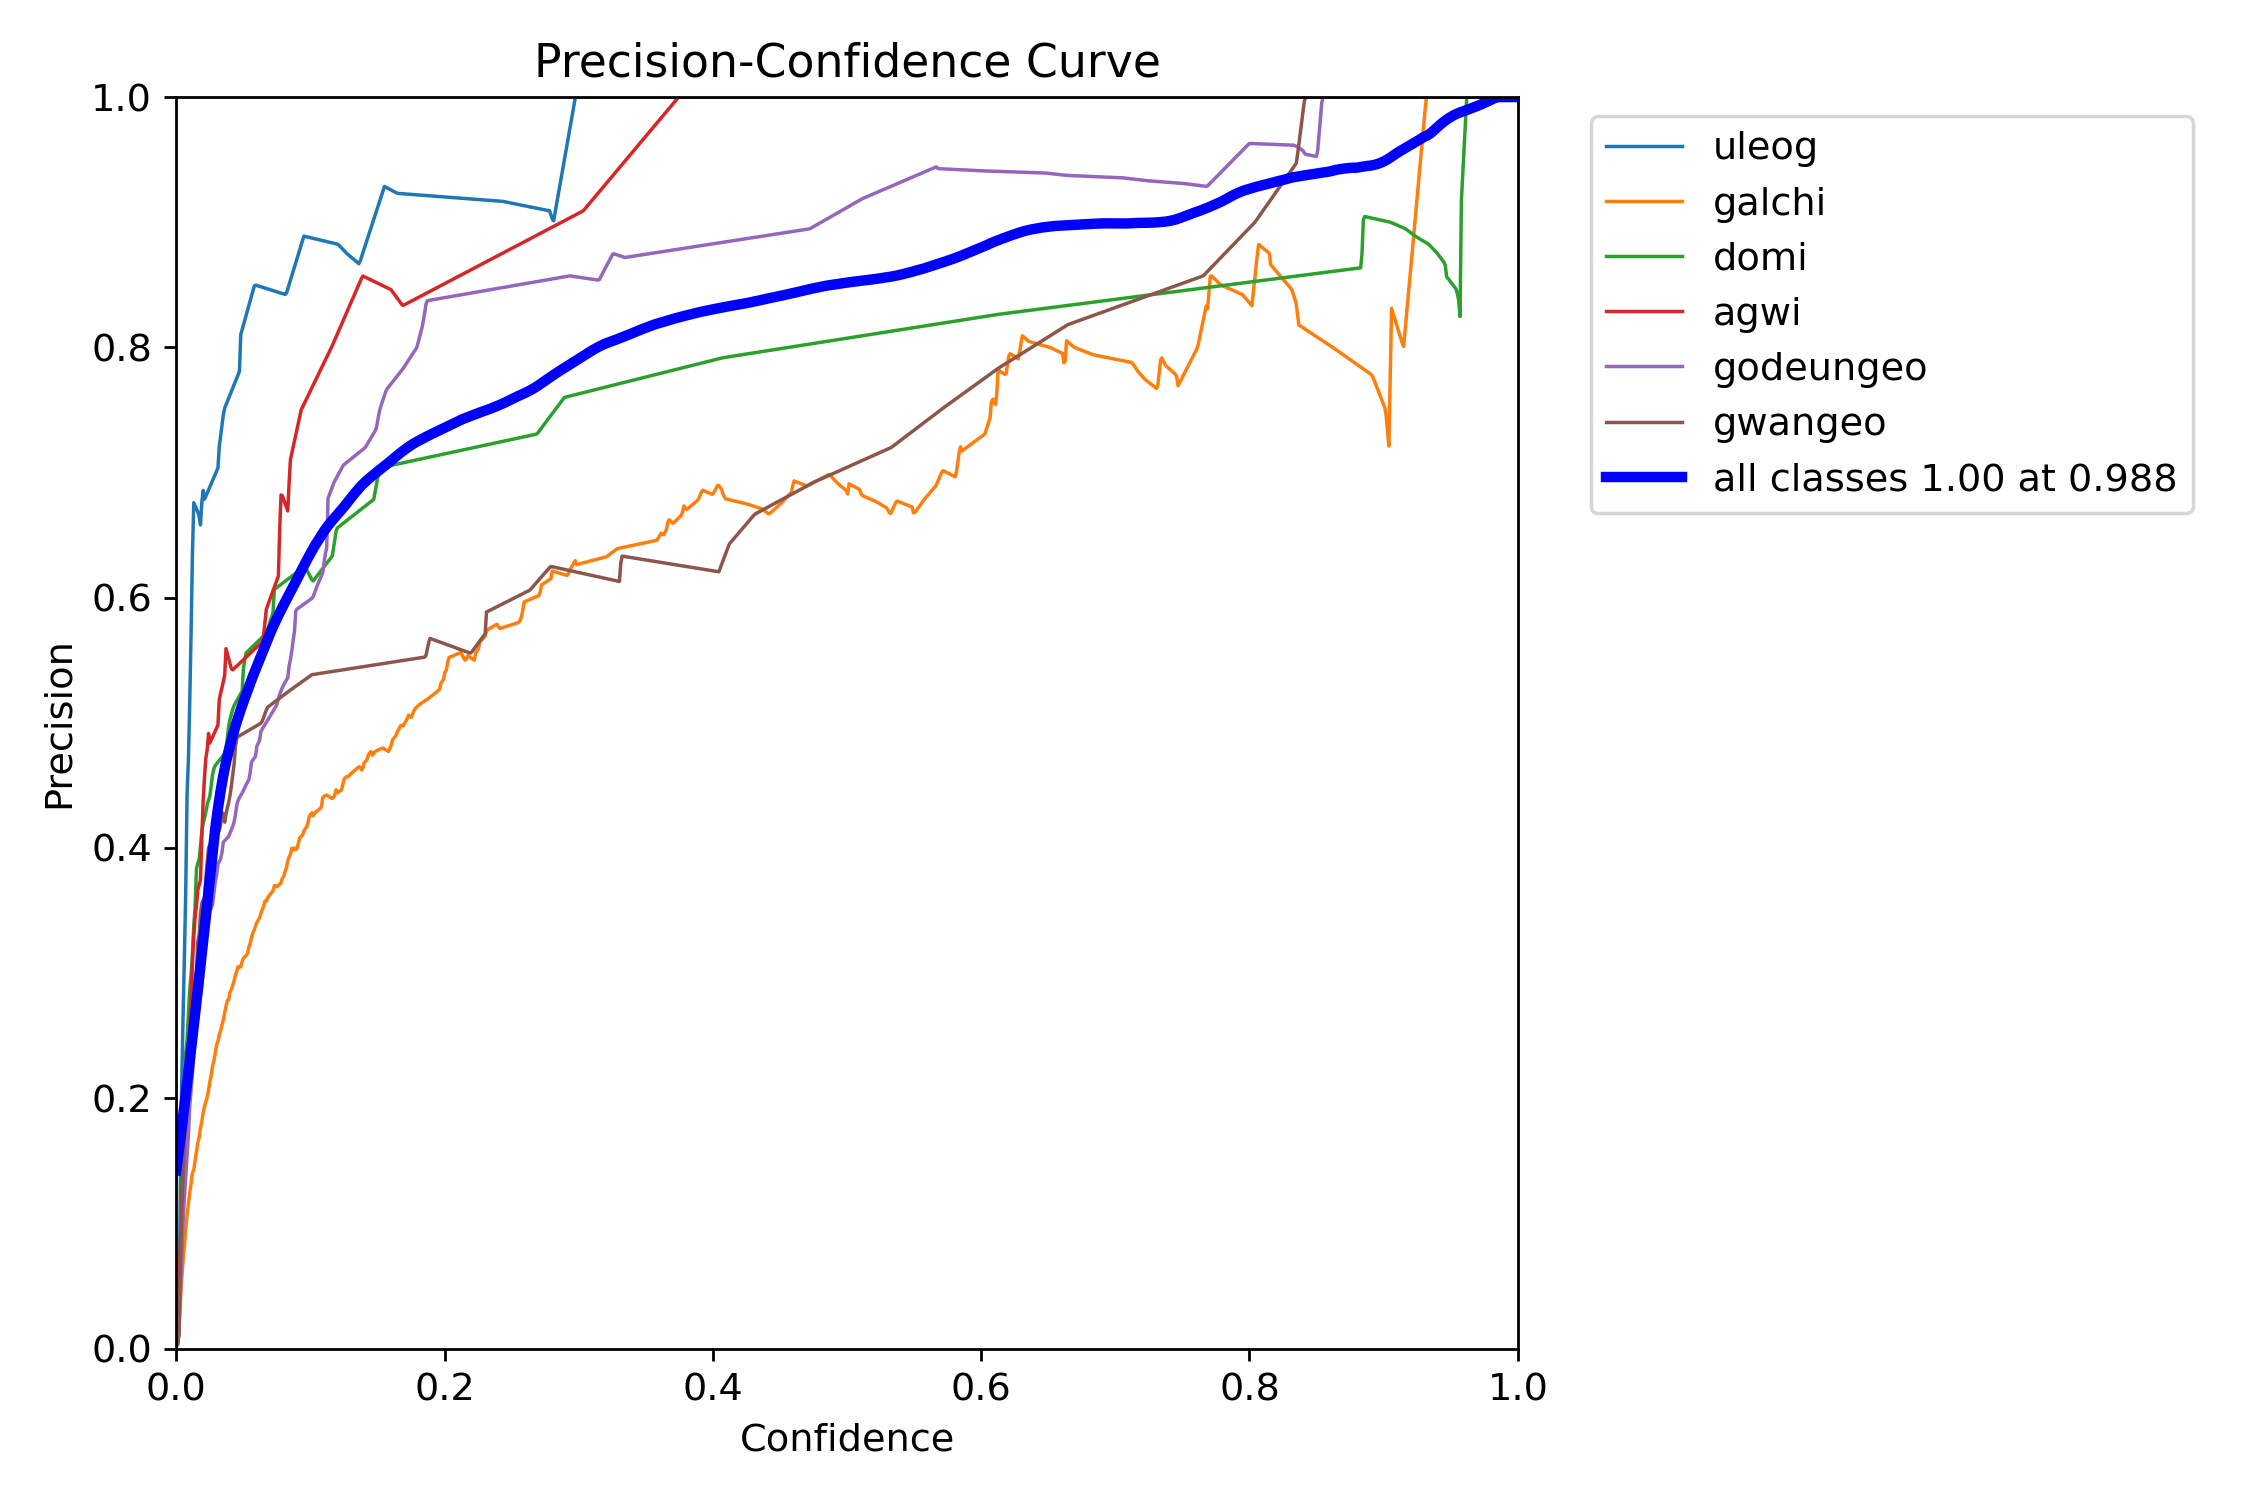 Precision-Confidence Curve
1.0
0.8
0.6
0.4
0.2
0.0
Precision
0.0 0.2 0.4 0.6 0.8 1.0
Confidence
uleog
galchi
domi
agwi
godeungeo
gwangeo
all classes 1.00 at 0.988